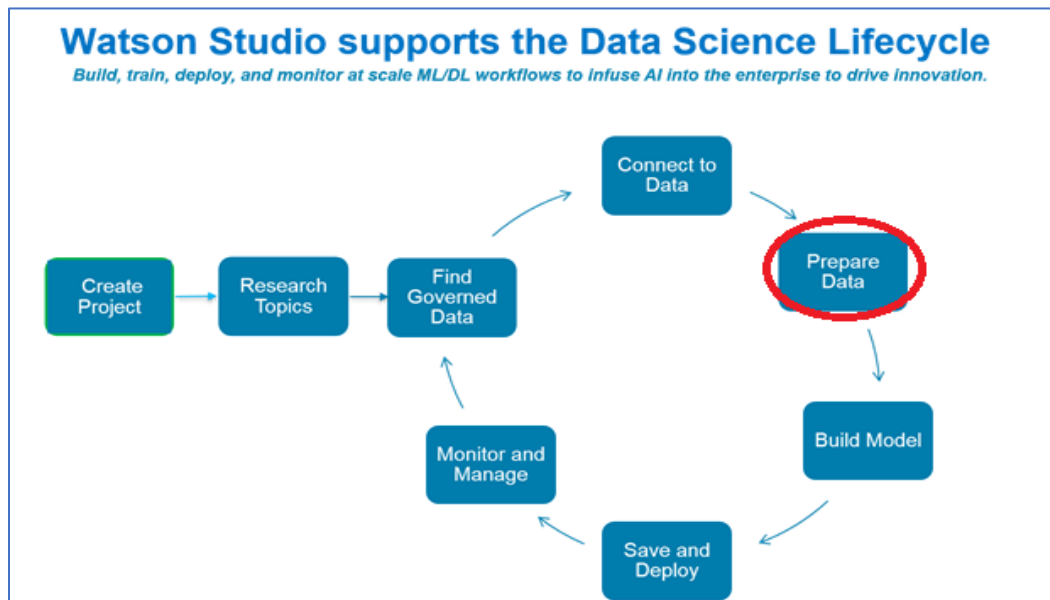 Watson Studio supports the Data Science Lifecycle
Build, train, deploy, and monitor at scale ML/DL workflows to infuse AI into the enterprise to drive innovation.
Create
Project
Research
Topics
Find
Governed
Data
Connect to
Data
Prepare
Data
Build Model
Save and
Deploy
Monitor and
Manage